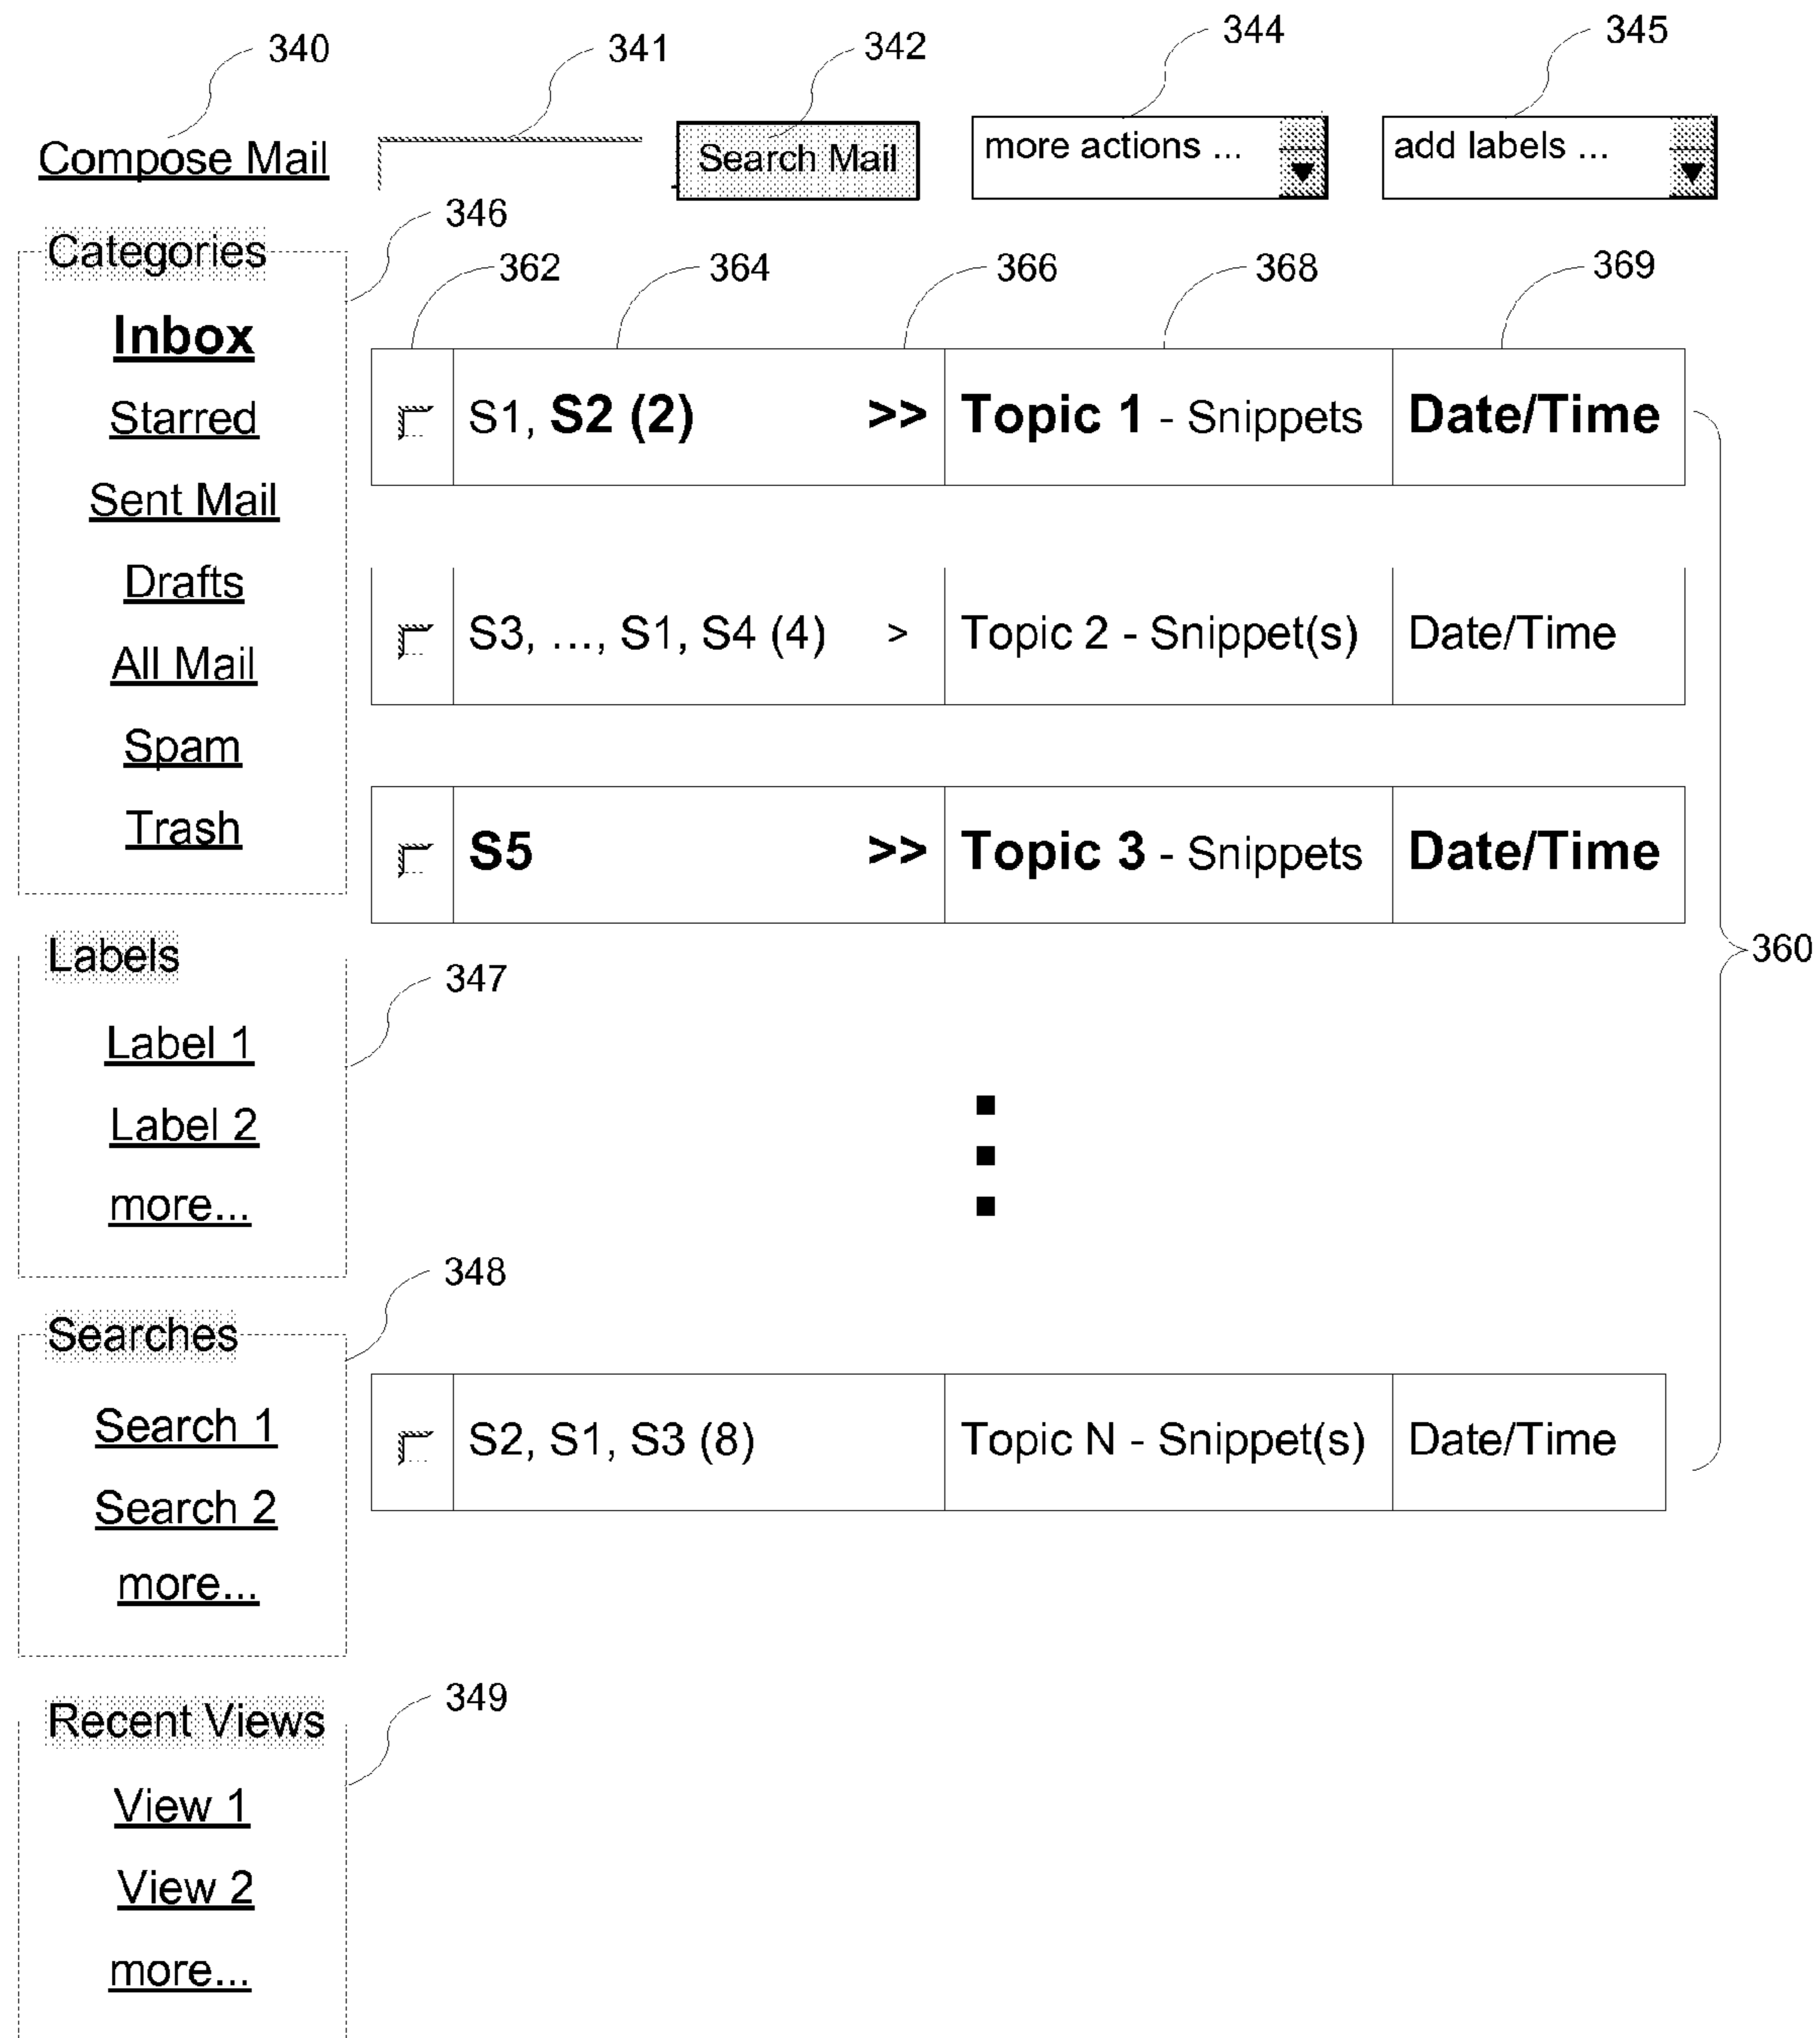 340 341 342 344 345
Compose Mail Search Mail more actions ... add labels ...
346
Categories
362 364 366 368 369
Inbox
S1, S2 (2) >> Topic 1 - Snippets Date/Time
Starred
Sent Mail
Drafts
S3, ..., S1, S4 (4) > Topic 2 - Snippet(s) Date/Time
All Mail
Spam
Trash
S5 >> Topic 3 - Snippets Date/Time
360
Labels
347
Label 1
Label 2
more...
348
Searches
Search 1
S2, S1, S3 (8) Topic N - Snippet(s) Date/Time
Search 2
more...
349
Recent Views
View 1
View 2
more...